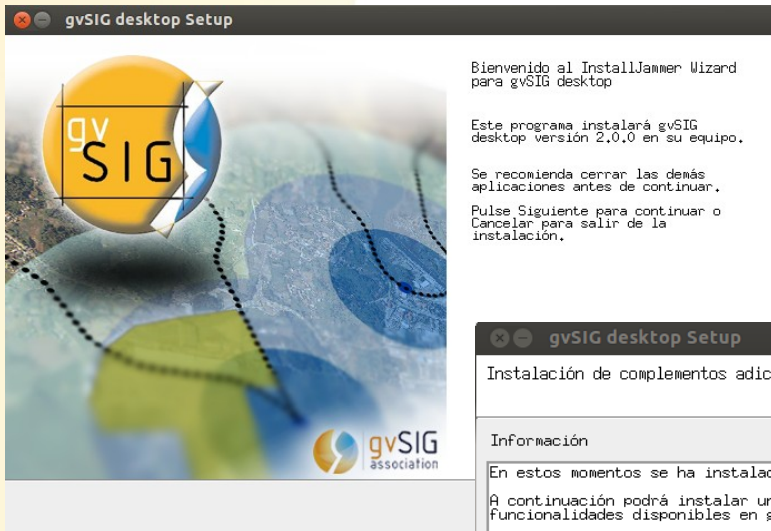 gvSIG desktop Setup
Bienvenido al InstallJammer Wizard
para gvSIG desktop
Este programa instalará gvSIG
desktop versión 2.0.0 en su equipo.
Se recomienda cerrar las demás
aplicaciones antes de continuar.
Pulse Siguiente para continuar o
Cancelar para salir de la
instalación.
gv
SIG
gvSIG
association
gvSIG desktop Setup
Instalación de complementos adic
Información
En estos momentos se ha instalac
A continuación podrá instalar un
funcionalidades disponibles en g